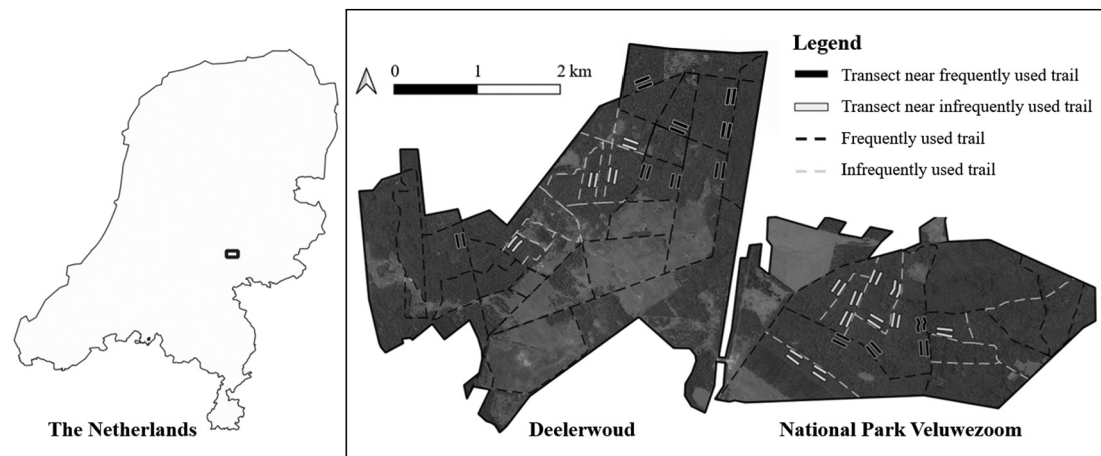 Legend
Transect near frequently used trail
Transect near infrequently used trail
Frequently used trail
Infrequently used trail
0 1 2 km
The Netherlands
Deelerwoud
National Park Veluwezoom